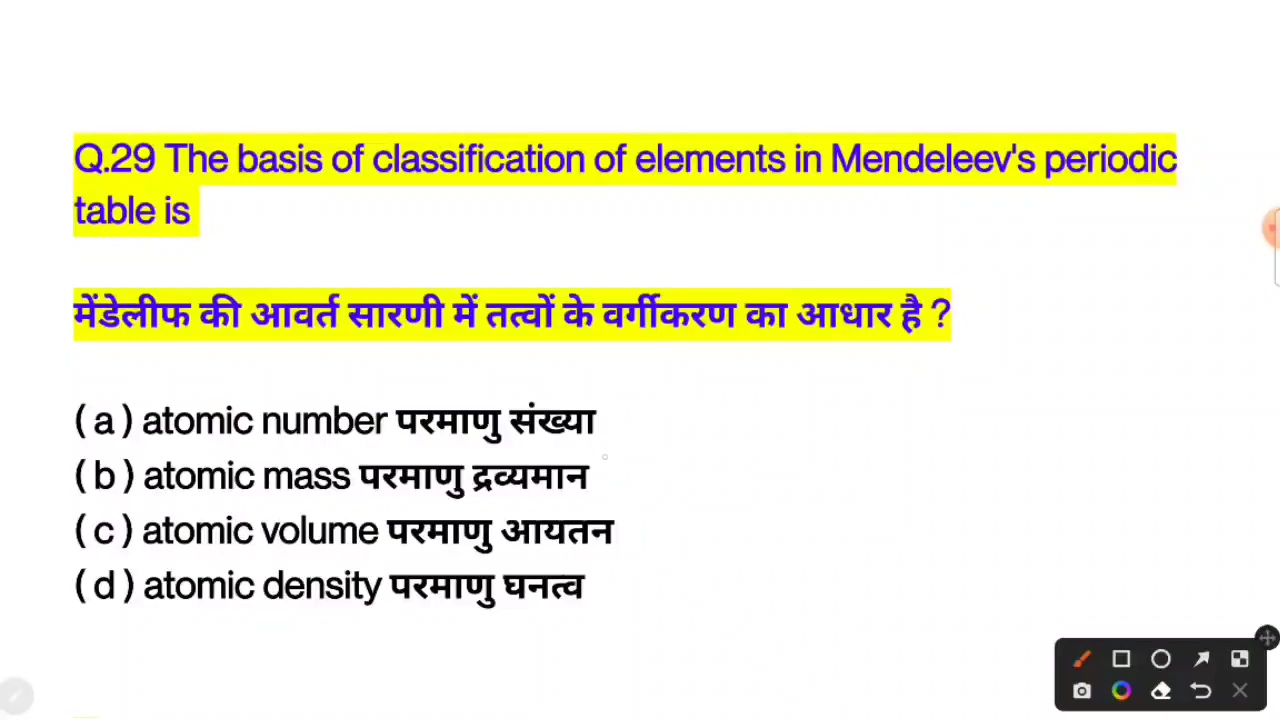 Q.29 The basis of classification of elements in Mendeleev's periodic
table is
मेंडेलीफ की आवर्त सारणी में तत्वों के वर्गीकरण का आधार है ?
( a ) atomic number परमाणु संख्या
( b ) atomic mass परमाणु द्रव्यमान
( c ) atomic volume परमाणु आयतन
( d ) atomic density परमाणु घनत्व